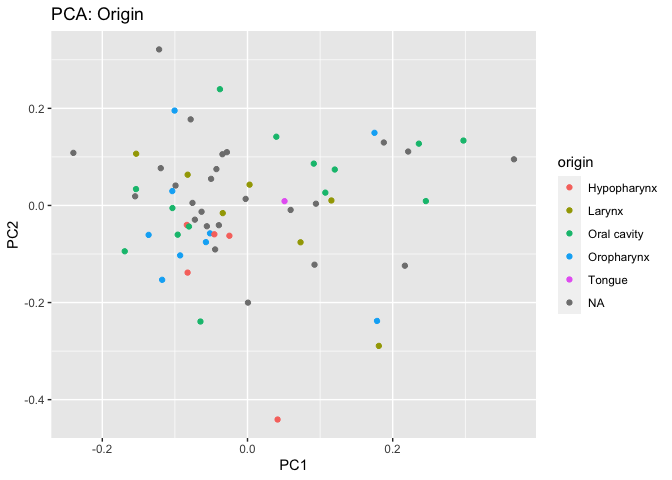 PCA: Origin
0.2
0.0
-0.2
-0.4
PC2
-0.2
0.0
0.2
PC1
origin
Hypopharynx
Larynx
Oral cavity
Oropharynx
Tongue
NA